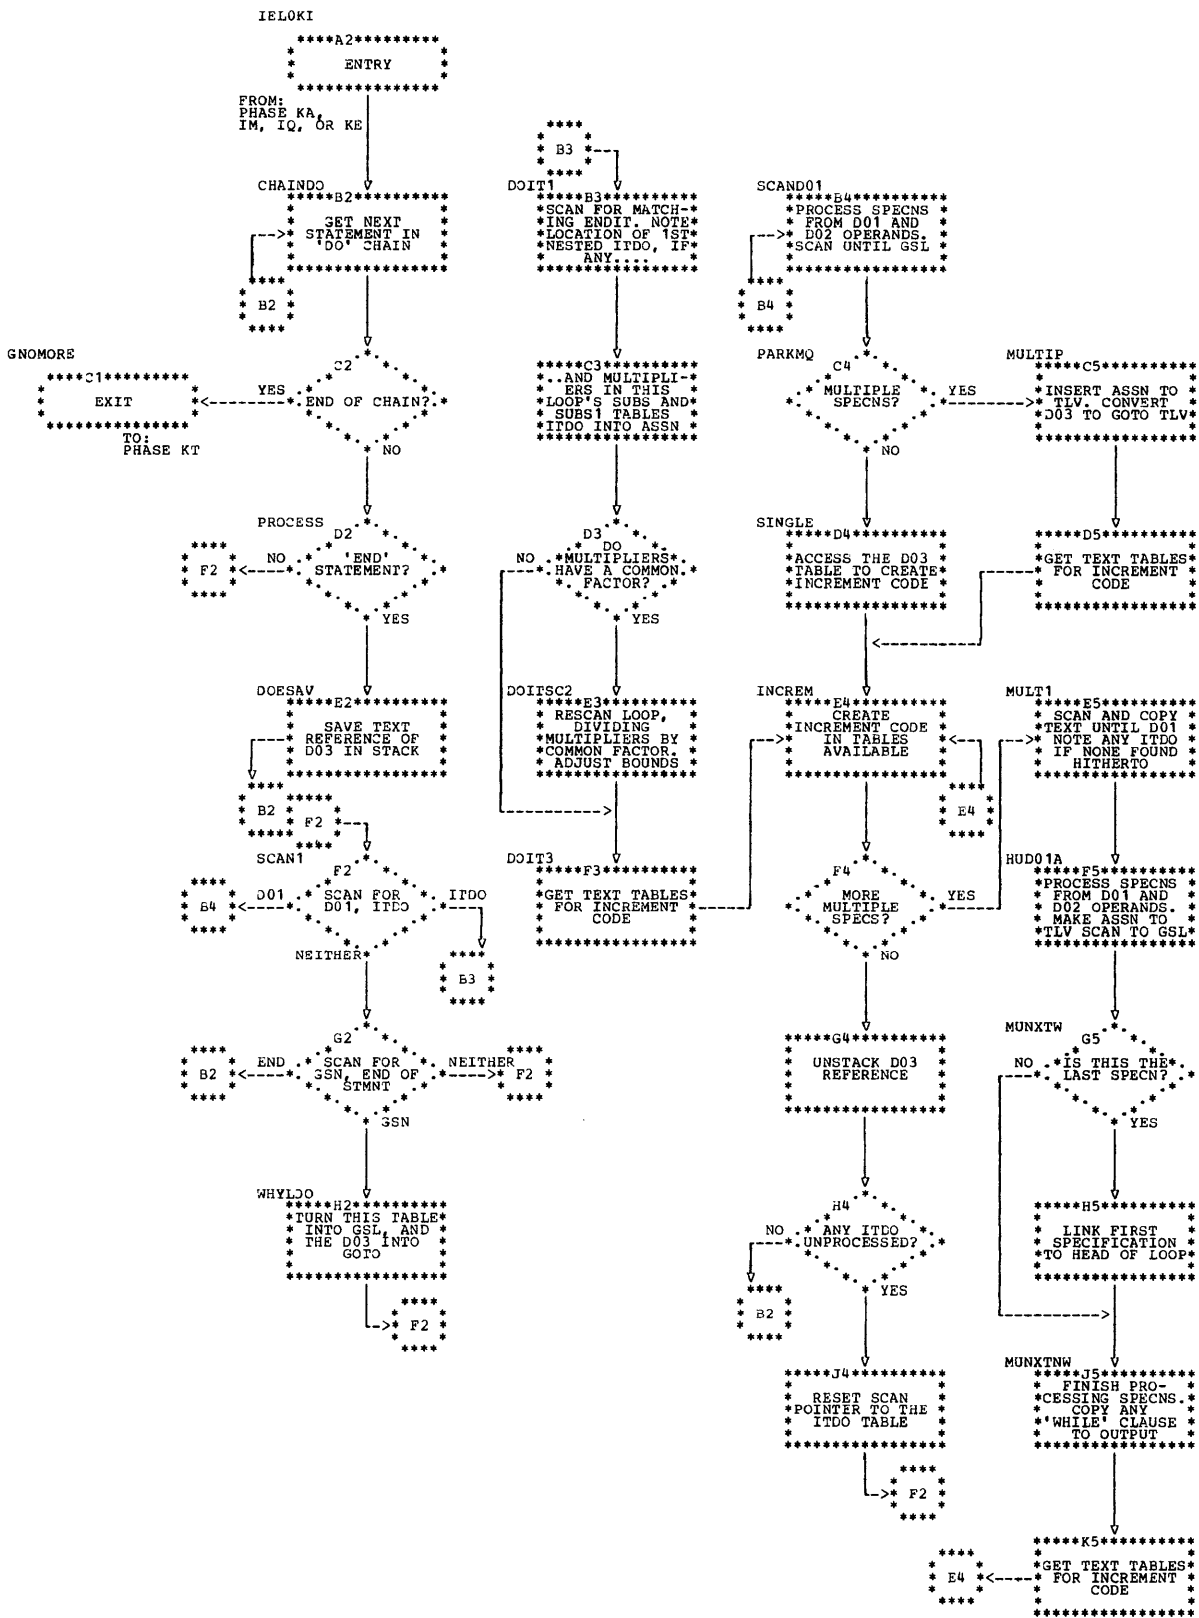 IEL0KI
A2
ENTRY
FROM:
PHASE KA,
IM, IQ, OR KE
CHAINDO
B2
GET NEXT
STATEMENT IN
'DO' CHAIN
B2
C2
END OF CHAIN?
YES
NO
GNOMORE
C1
EXIT
TO:
PHASE KT
PROCESS
D2
'END'
STATEMENT?
NO
F2
YES
DOESAV
E2
SAVE TEXT
REFERENCE OF
D03 IN STACK
B2
F2
SCAN1
F2
SCAN FOR
D01, ITDO
D01
B4
ITDO
B3
NEITHER
G2
SCAN FOR
GSN, END OF
STMNT
END
B2
NEITHER
F2
GSN
WHYLDO
H2
TURN THIS TABLE
INTO GSL, AND
THE D03 INTO
GOTO
F2
B3
DOIT1
B3
SCAN FOR MATCH-
ING ENDIT. NOTE
LOCATION OF 1ST
NESTED ITDO, IF
ANY....
C3
..AND MULTIPLI-
ERS IN THIS
LOOP'S SUBS AND
SUBS1 TABLES
ITDO INTO ASSN
D3
DO
MULTIPLIERS
HAVE A COMMON
FACTOR?
NO
YES
DOITSC2
E3
RESCAN LOOP,
DIVIDING
MULTIPLIERS BY
COMMON FACTOR.
ADJUST BOUNDS
DOIT3
F3
GET TEXT TABLES
FOR INCREMENT
CODE
SCAND01
B4
PROCESS SPECNS
FROM D01 AND
D02 OPERANDS.
SCAN UNTIL GSL
B4
PARKMQ
C4
MULTIPLE
SPECNS?
YES
NO
SINGLE
D4
ACCESS THE D03
TABLE TO CREATE
INCREMENT CODE
INCREM
E4
CREATE
INCREMENT CODE
IN TABLES
AVAILABLE
E4
F4
MORE
MULTIPLE
SPECS?
YES
NO
G4
UNSTACK D03
REFERENCE
H4
ANY ITDO
UNPROCESSED?
NO
B2
YES
J4
RESET SCAN
POINTER TO THE
ITDO TABLE
F2
MULTIP
C5
INSERT ASSN TO
TLV. CONVERT
D03 TO GOTO TLV
D5
GET TEXT TABLES
FOR INCREMENT
CODE
MULT1
E5
SCAN AND COPY
TEXT UNTIL D01
NOTE ANY ITDO
IF NONE FOUND
HITHERTO
HUD01A
F5
PROCESS SPECNS
FROM D01 AND
D02 OPERANDS.
MAKE ASSN TO
TLV SCAN TO GSL
MUNXTW
G5
IS THIS THE
LAST SPECN?
NO
YES
H5
LINK FIRST
SPECIFICATION
TO HEAD OF LOOP
MUNXTNW
J5
FINISH PRO-
CESSING SPECNS.
COPY ANY
'WHILE' CLAUSE
TO OUTPUT
K5
GET TEXT TABLES
FOR INCREMENT
CODE
E4